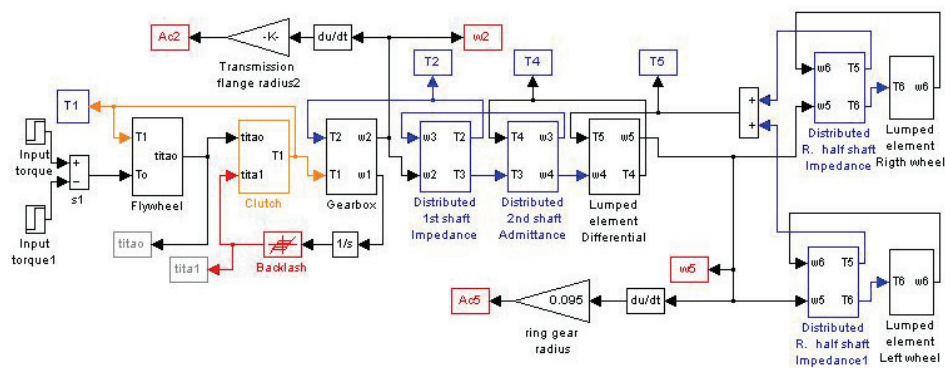 Ac2
-K-
du/dt
w2
Transmission
flange radius2
T2
T4
T5
T1
Input
torque
+
−
s1
T1
To
titao
Flywheel
titao
tita1
T1
Clutch
T2
T1
w2
w1
Gearbox
w3
w2
T2
T3
Distributed
1st shaft
Impedance
T4
T3
w3
w4
Distributed
2nd shaft
Admittance
T5
w4
w5
T4
Lumped
element
Differential
+
+
w6
w5
T5
T6
Distributed
R. half shaft
Impedance
T6
w6
Lumped
element
Rigth wheel
Input
torque1
titao
tita1
Backlash
1/s
Ac5
0.095
du/dt
w5
ring gear
radius
w6
w5
T5
T6
Distributed
R. half shaft
Impedance1
T6
w6
Lumped
element
Left wheel